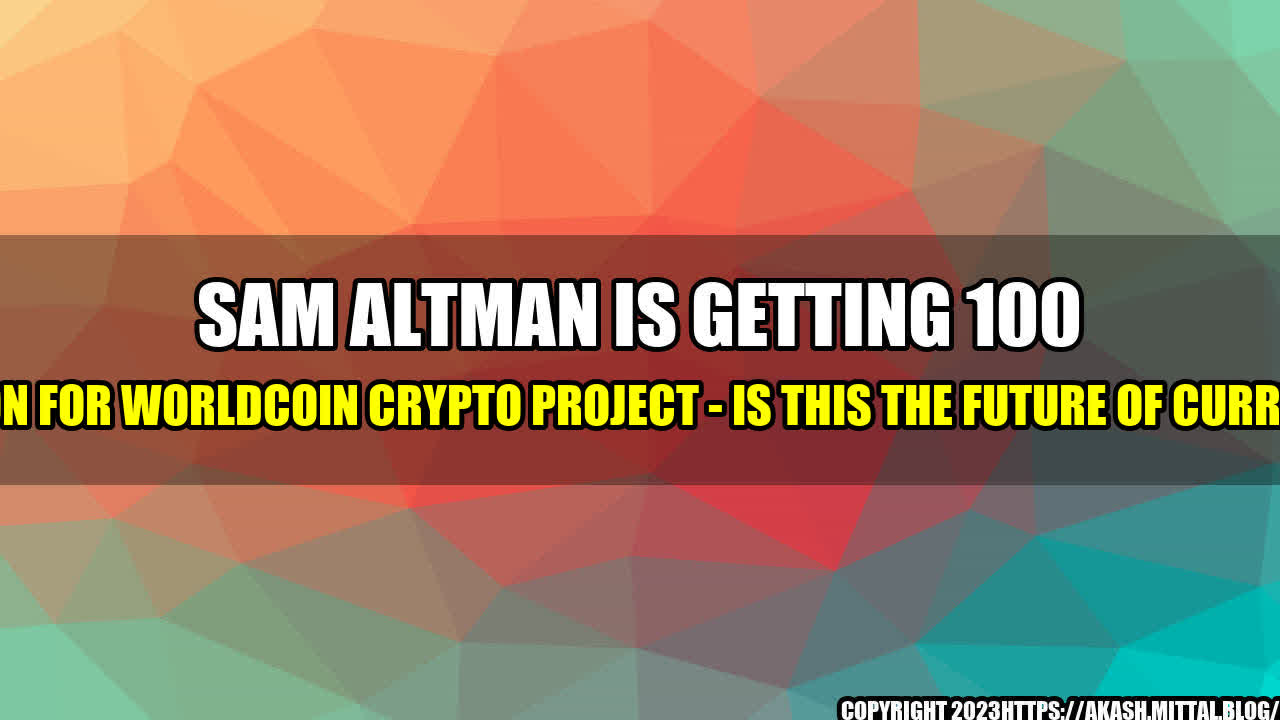 SAM ALTMAN IS GETTING 100
N FOR WORLDCOIN CRYPTO PROJECT - IS THIS THE FUTURE OF CURR
COPYRIGHT 2023HTTPS://AKASH.MITTAL.BLOG/